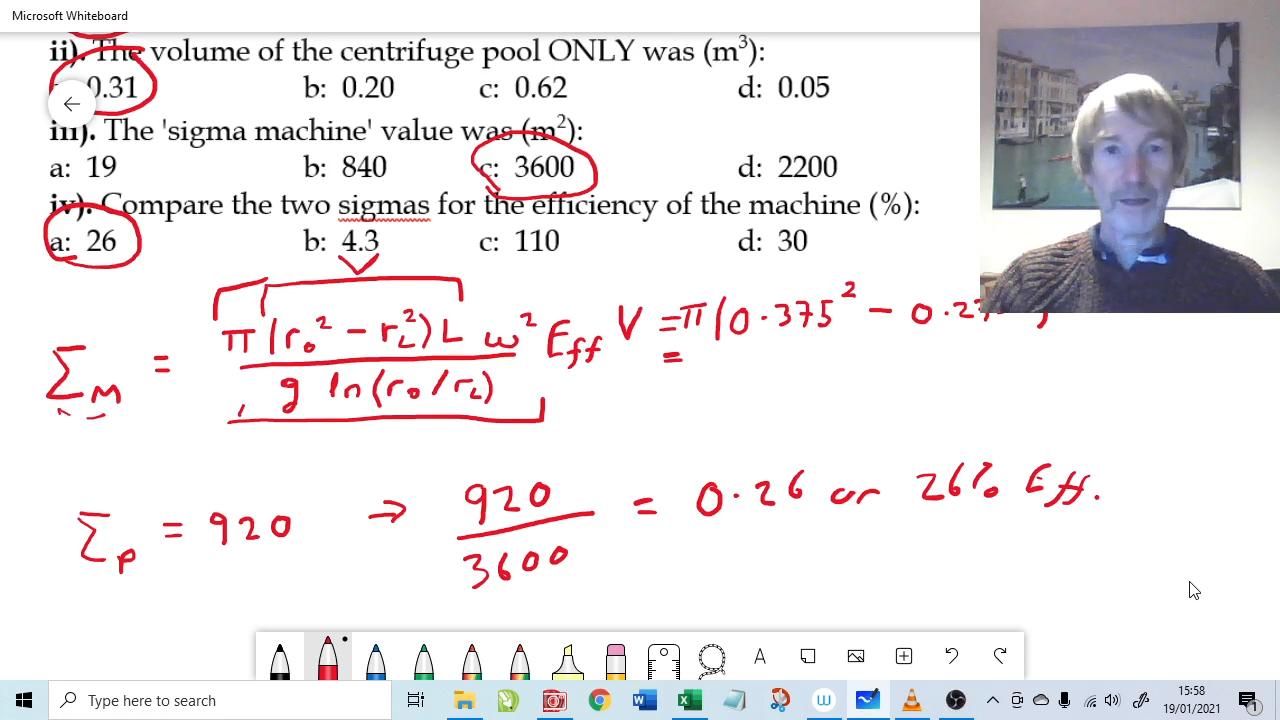 Microsoft Whiteboard
ii). The volume of the centrifuge pool ONLY was (m³):
0.31 b: 0.20 c: 0.62 d: 0.05
iii). The 'sigma machine' value was (m²):
a: 19 b: 840 c: 3600 d: 2200
iv). Compare the two sigmas for the efficiency of the machine (%):
a: 26 b: 4.3 c: 110 d: 30
π(r₀² − r_L²) L ω² Eff V = π(0.375² − 0.27
Σ_M =
g ln(r₀/r_L)
=
Σ_P = 920 → 920/3600 = 0.26 or 26% Eff.
A
Type here to search
15:58
19/01/2021
1